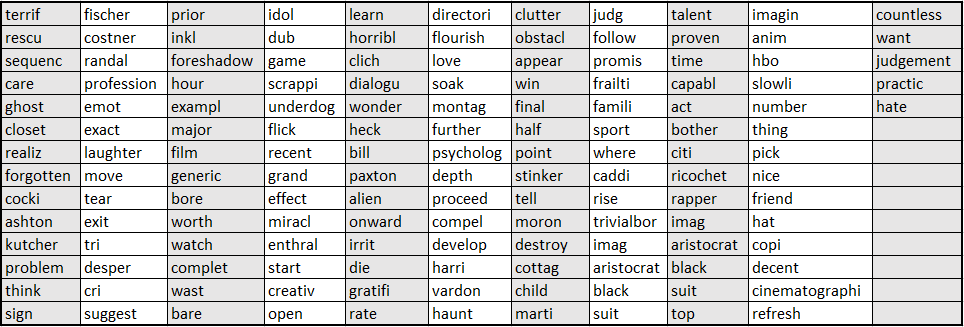 terrif fischer prior idol learn directori clutter judg talent imagin countless
rescu costner inkl dub horribl flourish obstacl follow proven anim want
sequenc randal foreshadow game clich love appear promis time hbo judgement
care profession hour scrappi dialogu soak win frailti capabl slowli practic
ghost emot exampl underdog wonder montag final famili act number hate
closet exact major flick heck further half sport bother thing
realiz laughter film recent bill psycholog point where citi pick
forgotten move generic grand paxton depth stinker caddi ricochet nice
cocki tear bore effect alien proceed tell rise rapper friend
ashton exit worth miracl onward compel moron trivialbor imag hat
kutcher tri watch enthral irrit develop destroy imag aristocrat copi
problem desper complet start die harri cottag aristocrat black decent
think cri wast creativ gratifi vardon child black suit cinematographi
sign suggest bare open rate haunt marti suit top refresh